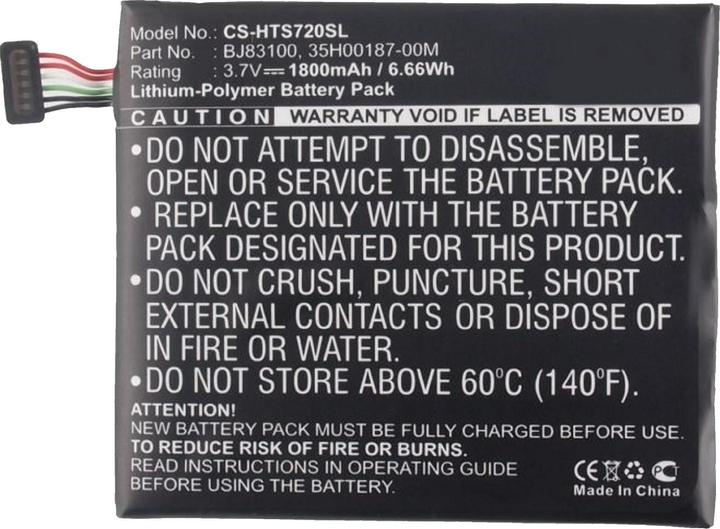 Model No.: CS-HTS720SL
Part No. : BJ83100, 35H00187-00M
Rating : 3.7V⎓1800mAh / 6.66Wh
Lithium-Polymer Battery Pack
CAUTION WARRANTY VOID IF LABEL IS REMOVED
•DO NOT ATTEMPT TO DISASSEMBLE,
OPEN OR SERVICE THE BATTERY PACK.
• REPLACE ONLY WITH THE BATTERY
PACK DESIGNATED FOR THIS PRODUCT.
•DO NOT CRUSH, PUNCTURE, SHORT
EXTERNAL CONTACTS OR DISPOSE OF
IN FIRE OR WATER.
•DO NOT STORE ABOVE 60°C (140°F).
ATTENTION!
NEW BATTERY PACK MUST BE FULLY CHARGED BEFORE USE.
TO REDUCE RISK OF FIRE OR BURNS.
READ INSTRUCTIONS IN OPERATING GUIDE
BEFORE USING THIS BATTERY PACK.
CE
Made In China